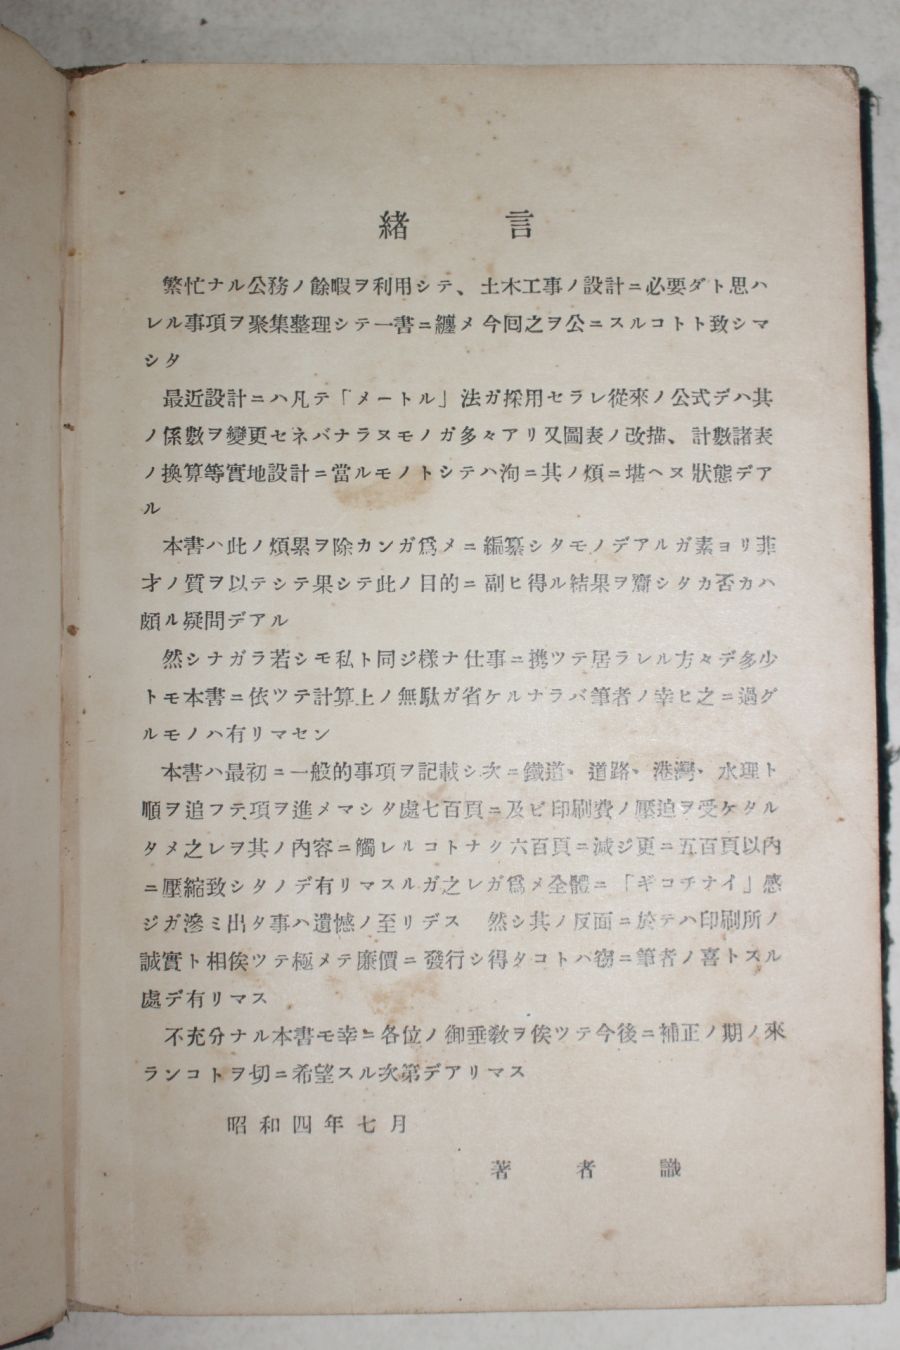 緒言
繁忙ナル公務ノ餘暇ヲ利用シテ、土木工事ノ設計ニ必要ダト思ハ
レル事項ヲ聚集整理シテ一書ニ纏メ今囘之ヲ公ニスルコトト致シマ
シタ
最近設計ニハ凡テ「メートル」法ガ採用セラレ從來ノ公式デハ其
ノ係數ヲ變更セネバナラヌモノガ多々アリ又圖表ノ改描、計數諸表
ノ換算等實地設計ニ當ルモノトシテハ洵ニ其ノ煩ニ堪ヘヌ狀態デア
ル
本書ハ此ノ煩累ヲ除カンガ爲メニ編纂シタモノデアルガ素ヨリ菲
才ノ質ヲ以テシテ果シテ此ノ目的ニ副ヒ得ル結果ヲ齎シタカ否カハ
頗ル疑問デアル
然シナガラ若シモ私ト同ジ樣ナ仕事ニ携ツテ居ラレル方々デ多少
トモ本書ニ依ツテ計算上ノ無駄ガ省ケルナラバ筆者ノ幸ヒ之ニ過グ
ルモノハ有リマセン
本書ハ最初ニ一般的事項ヲ記載シ次ニ鐵道、道路、港灣、水理ト
順ヲ追フテ項ヲ進メマシタ處七百頁ニ及ビ印刷費ノ壓迫ヲ受ケタル
タメ之レヲ其ノ內容ニ觸レルコトナク六百頁ニ減ジ更ニ五百頁以內
ニ壓縮致シタノデ有リマスルガ之レガ爲メ全體ニ「ギコチナイ」感
ジガ滲ミ出タ事ハ遺憾ノ至リデス　然シ其ノ反面ニ於テハ印刷所ノ
誠實ト相俟ツテ極メテ廉價ニ發行シ得タコトハ竊ニ筆者ノ喜トスル
處デ有リマス
不充分ナル本書モ幸ニ各位ノ御垂敎ヲ俟ツテ今後ニ補正ノ期ノ來
ランコトヲ切ニ希望スル次第デアリマス
昭和四年七月
著者識